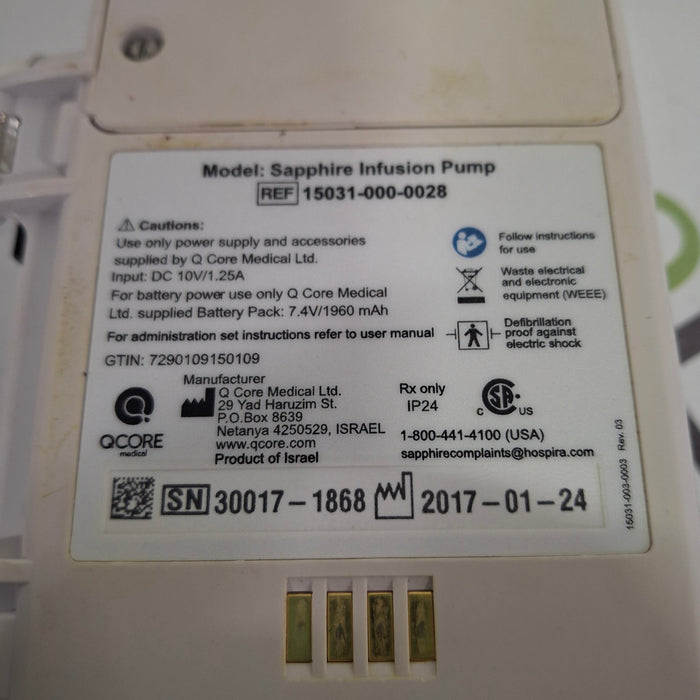 Model: Sapphire Infusion Pump
REF 15031-000-0028
Cautions:
Use only power supply and accessories
supplied by Q Core Medical Ltd.
Input: DC 10V/1.25A
For battery power use only Q Core Medical
Ltd. supplied Battery Pack: 7.4V/1960 mAh
For administration set instructions refer to user manual
GTIN: 7290109150109
Follow instructions
for use
Waste electrical
and electronic
equipment (WEEE)
Defibrillation
proof against
electric shock
QCORE
medical
Manufacturer
Q Core Medical Ltd.
29 Yad Haruzim St.
P.O.Box 8639
Netanya 4250529, ISRAEL
www.qcore.com
Product of Israel
Rx only
IP24
C SA US
1-800-441-4100 (USA)
sapphirecomplaints@hospira.com
SN 30017-1868 2017-01-24
15031-003-0003 Rev. 03